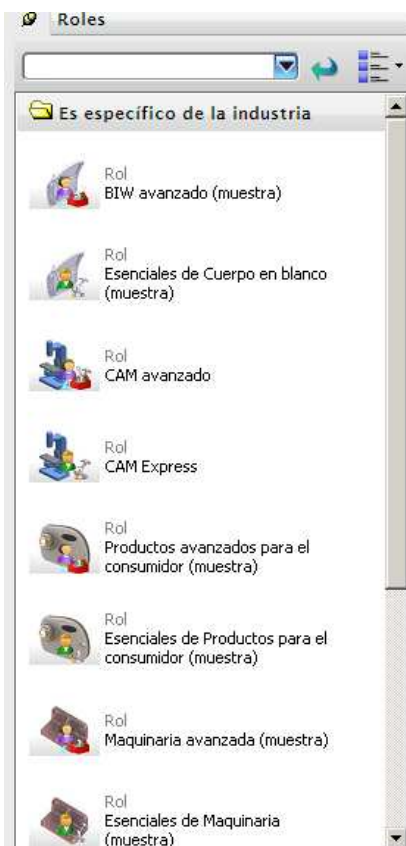 Roles
Es específico de la industria
Rol
BIW avanzado (muestra)
Rol
Esenciales de Cuerpo en blanco
(muestra)
Rol
CAM avanzado
Rol
CAM Express
Rol
Productos avanzados para el
consumidor (muestra)
Rol
Esenciales de Productos para el
consumidor (muestra)
Rol
Maquinaria avanzada (muestra)
Rol
Esenciales de Maquinaria
(muestra)